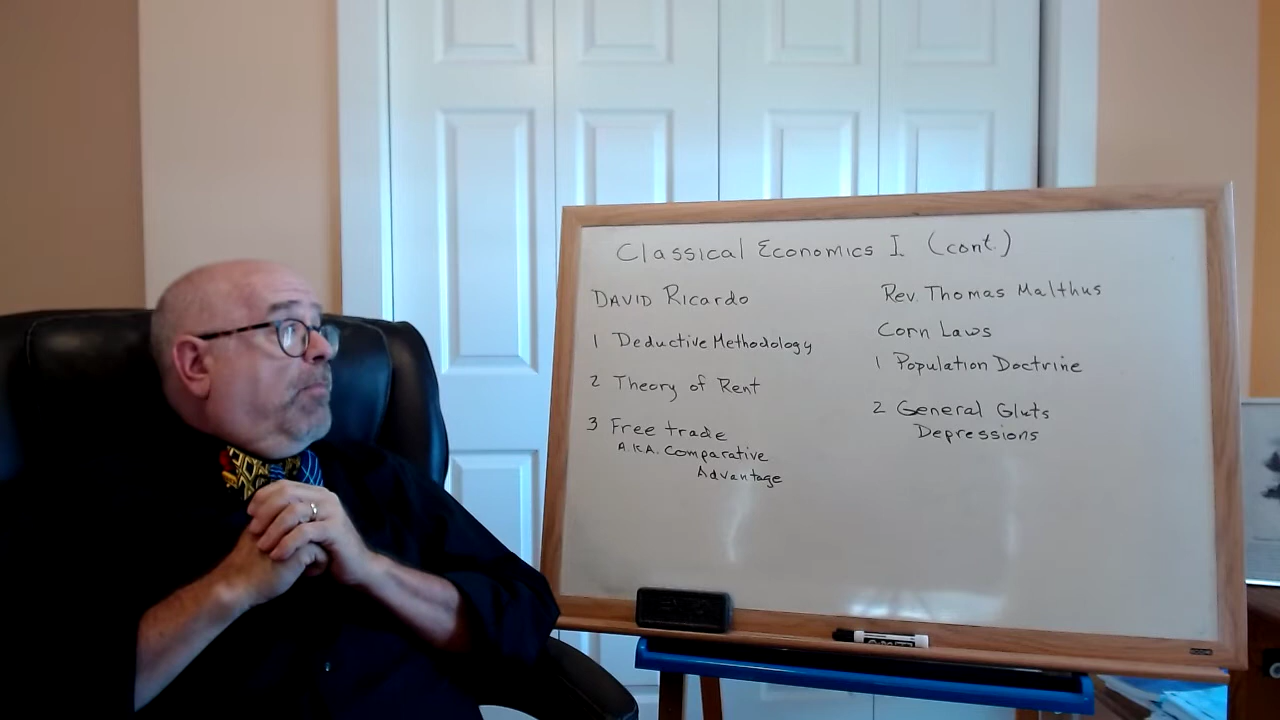 Classical Economics I. (cont.)
DAVID Ricardo
1 Deductive Methodology
2 Theory of Rent
3 Free trade
A.K.A. Comparative
Advantage
Rev. Thomas Malthus
Corn Laws
1 Population Doctrine
2 General Gluts
Depressions